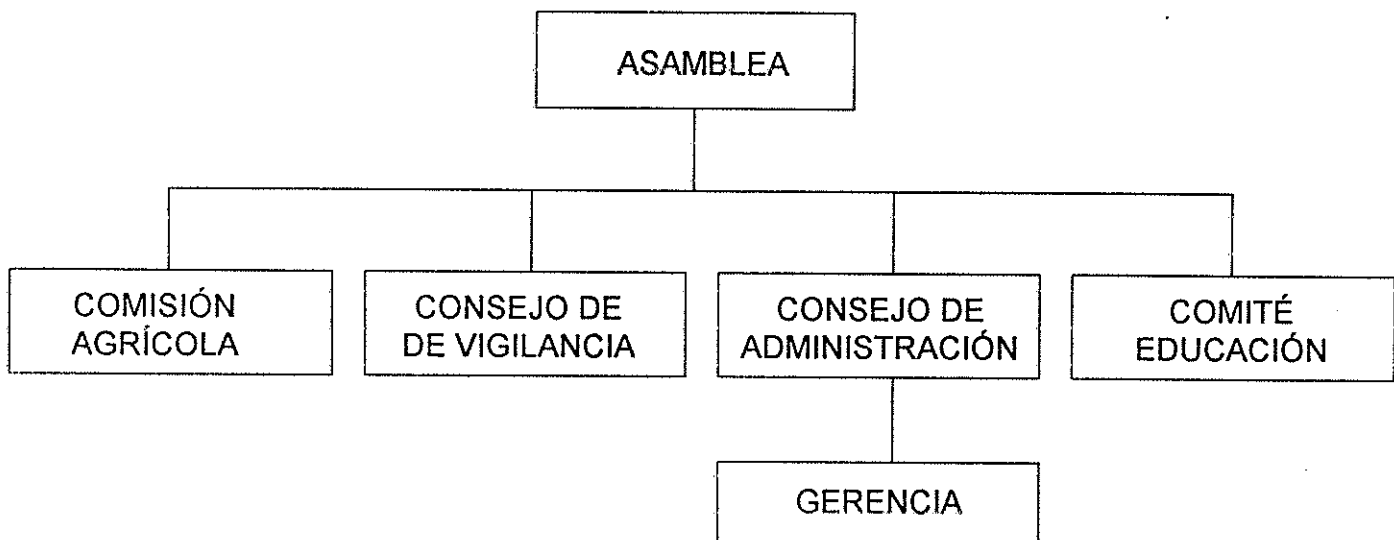 ASAMBLEA
COMISIÓN
AGRÍCOLA
CONSEJO DE
DE VIGILANCIA
CONSEJO DE
ADMINISTRACIÓN
COMITÉ
EDUCACIÓN
GERENCIA